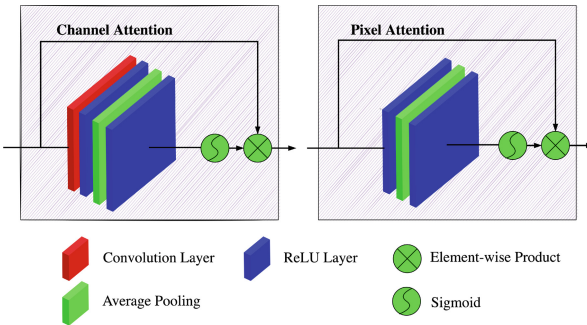 Channel Attention
Pixel Attention
Convolution Layer
ReLU Layer
Element-wise Product
Average Pooling
Sigmoid